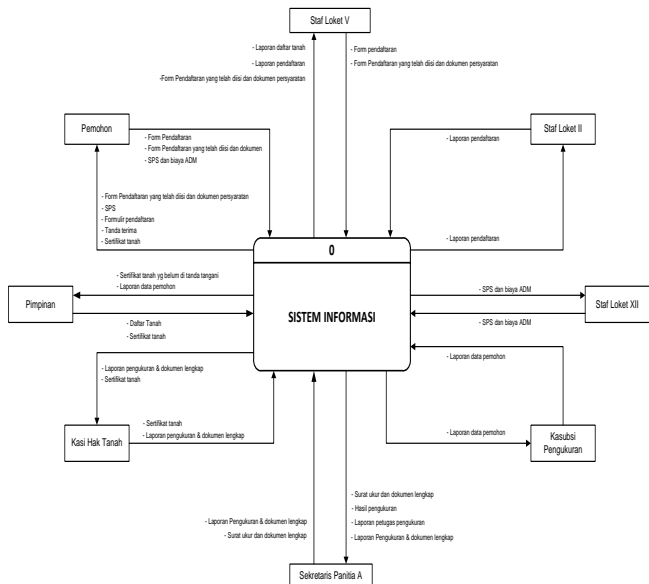 Staf Loket V
- Laporan daftar tanah
- Laporan pendaftaran
-Form Pendaftaran yang telah diisi dan dokumen persyaratan
- Form pendaftaran
- Form Pendaftaran yang telah diisi dan dokumen persyaratan
Pemohon
- Form Pendaftaran
- Form Pendaftaran yang telah diisi dan dokumen
- SPS dan biaya ADM
Staf Loket II
- Laporan pendaftaran
- Form Pendaftaran yang telah diisi dan dokumen persyaratan
- SPS
- Formulir pendaftaran
- Tanda terima
- Sertifikat tanah
- Laporan pendaftaran
0
SISTEM INFORMASI
Pimpinan
- Sertifikat tanah yg belum di tanda tangani
- Laporan data pemohon
- Daftar Tanah
- Sertifikat tanah
- SPS dan biaya ADM
Staf Loket XII
- SPS dan biaya ADM
- Laporan pengukuran & dokumen lengkap
- Sertifikat tanah
- Laporan data pemohon
Kasi Hak Tanah
- Sertifikat tanah
- Laporan pengukuran & dokumen lengkap
- Laporan data pemohon
Kasubsi
Pengukuran
- Laporan Pengukuran & dokumen lengkap
- Surat ukur dan dokumen lengkap
- Surat ukur dan dokumen lengkap
- Hasil pengukuran
- Laporan petugas pengukuran
- Laporan Pengukuran & dokumen lengkap
Sekretaris Panitia A